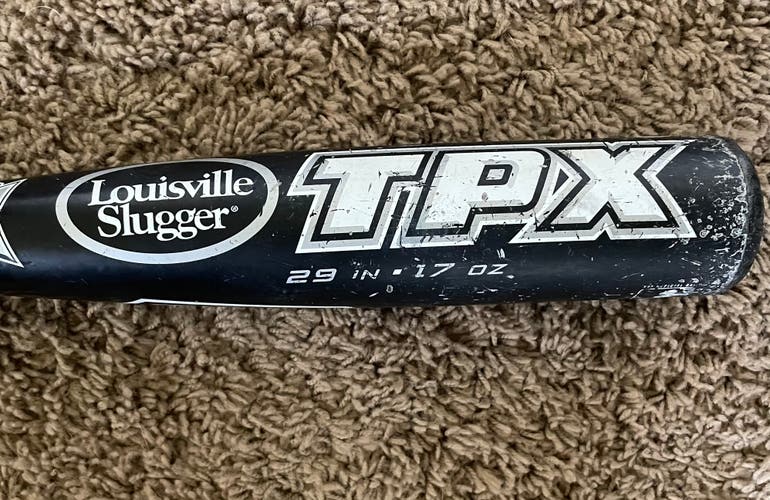 Louisville
Slugger®
TPX
29 IN • 17 OZ